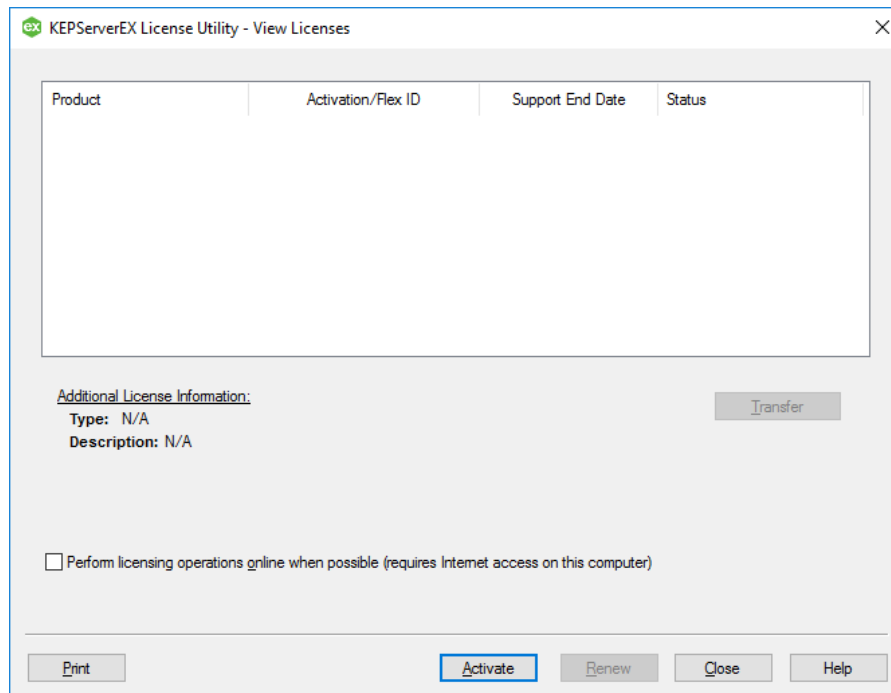 ex KEPServerEX License Utility - View Licenses
Product Activation/Flex ID Support End Date Status
Additional License Information:
Transfer
Type: N/A
Description: N/A
Perform licensing operations online when possible (requires Internet access on this computer)
Print Activate Renew Close Help